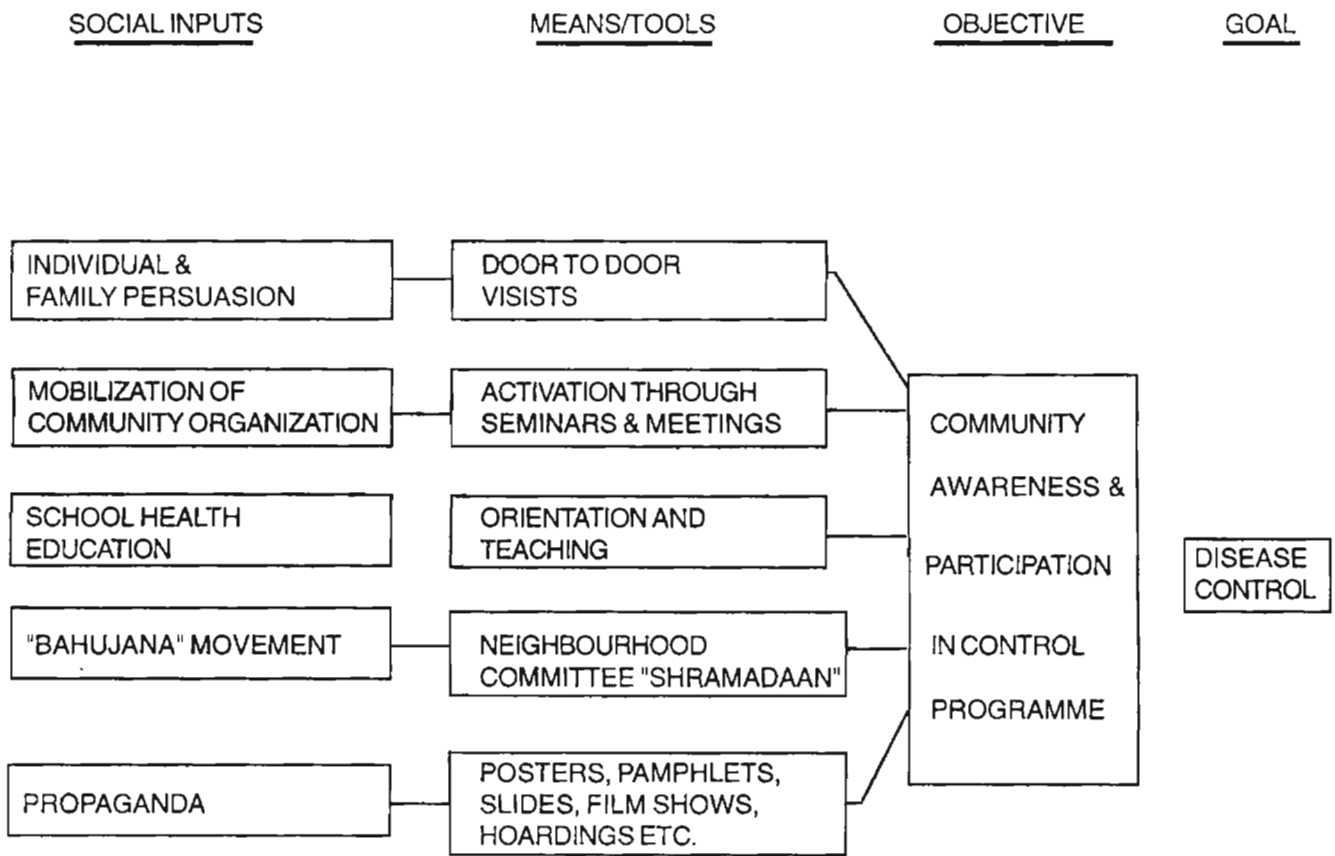 SOCIAL INPUTS
MEANS/TOOLS
OBJECTIVE
GOAL
INDIVIDUAL &
FAMILY PERSUASION
DOOR TO DOOR
VISISTS
MOBILIZATION OF
COMMUNITY ORGANIZATION
ACTIVATION THROUGH
SEMINARS & MEETINGS
SCHOOL HEALTH
EDUCATION
ORIENTATION AND
TEACHING
"BAHUJANA" MOVEMENT
NEIGHBOURHOOD
COMMITTEE "SHRAMADAAN"
PROPAGANDA
POSTERS, PAMPHLETS,
SLIDES, FILM SHOWS,
HOARDINGS ETC.
COMMUNITY
AWARENESS &
PARTICIPATION
IN CONTROL
PROGRAMME
DISEASE
CONTROL